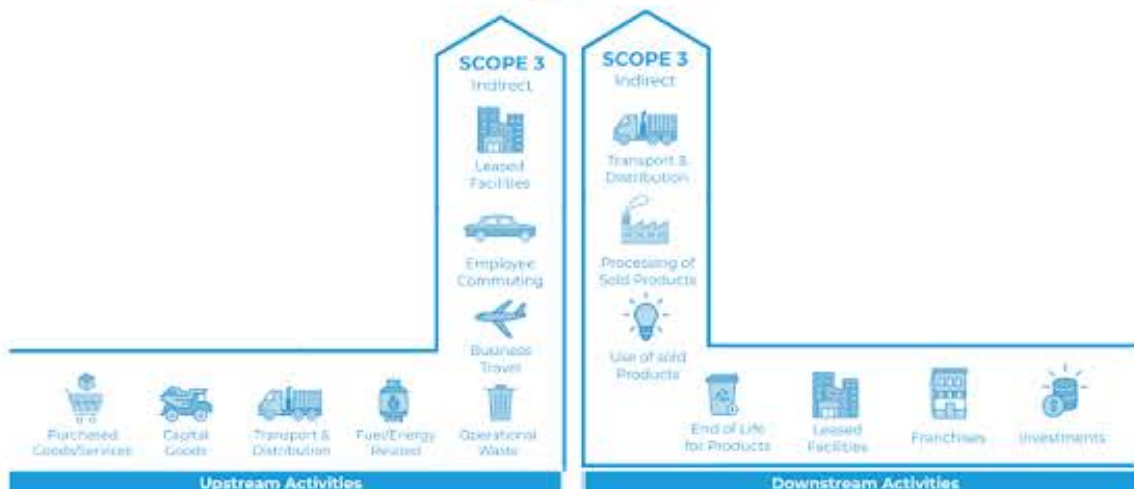 SCOPE 3
Indirect
Leased
Facilities
Employee
Commuting
Business
Travel
Purchased
Goods/Services
Capital
Goods
Transport &
Distribution
Fuel/Energy
Related
Operational
Waste
Upstream Activities
SCOPE 3
Indirect
Transport &
Distribution
Processing of
Sold Products
Use of sold
Products
End of Life
for Products
Leased
Facilities
Franchises
Investments
Downstream Activities